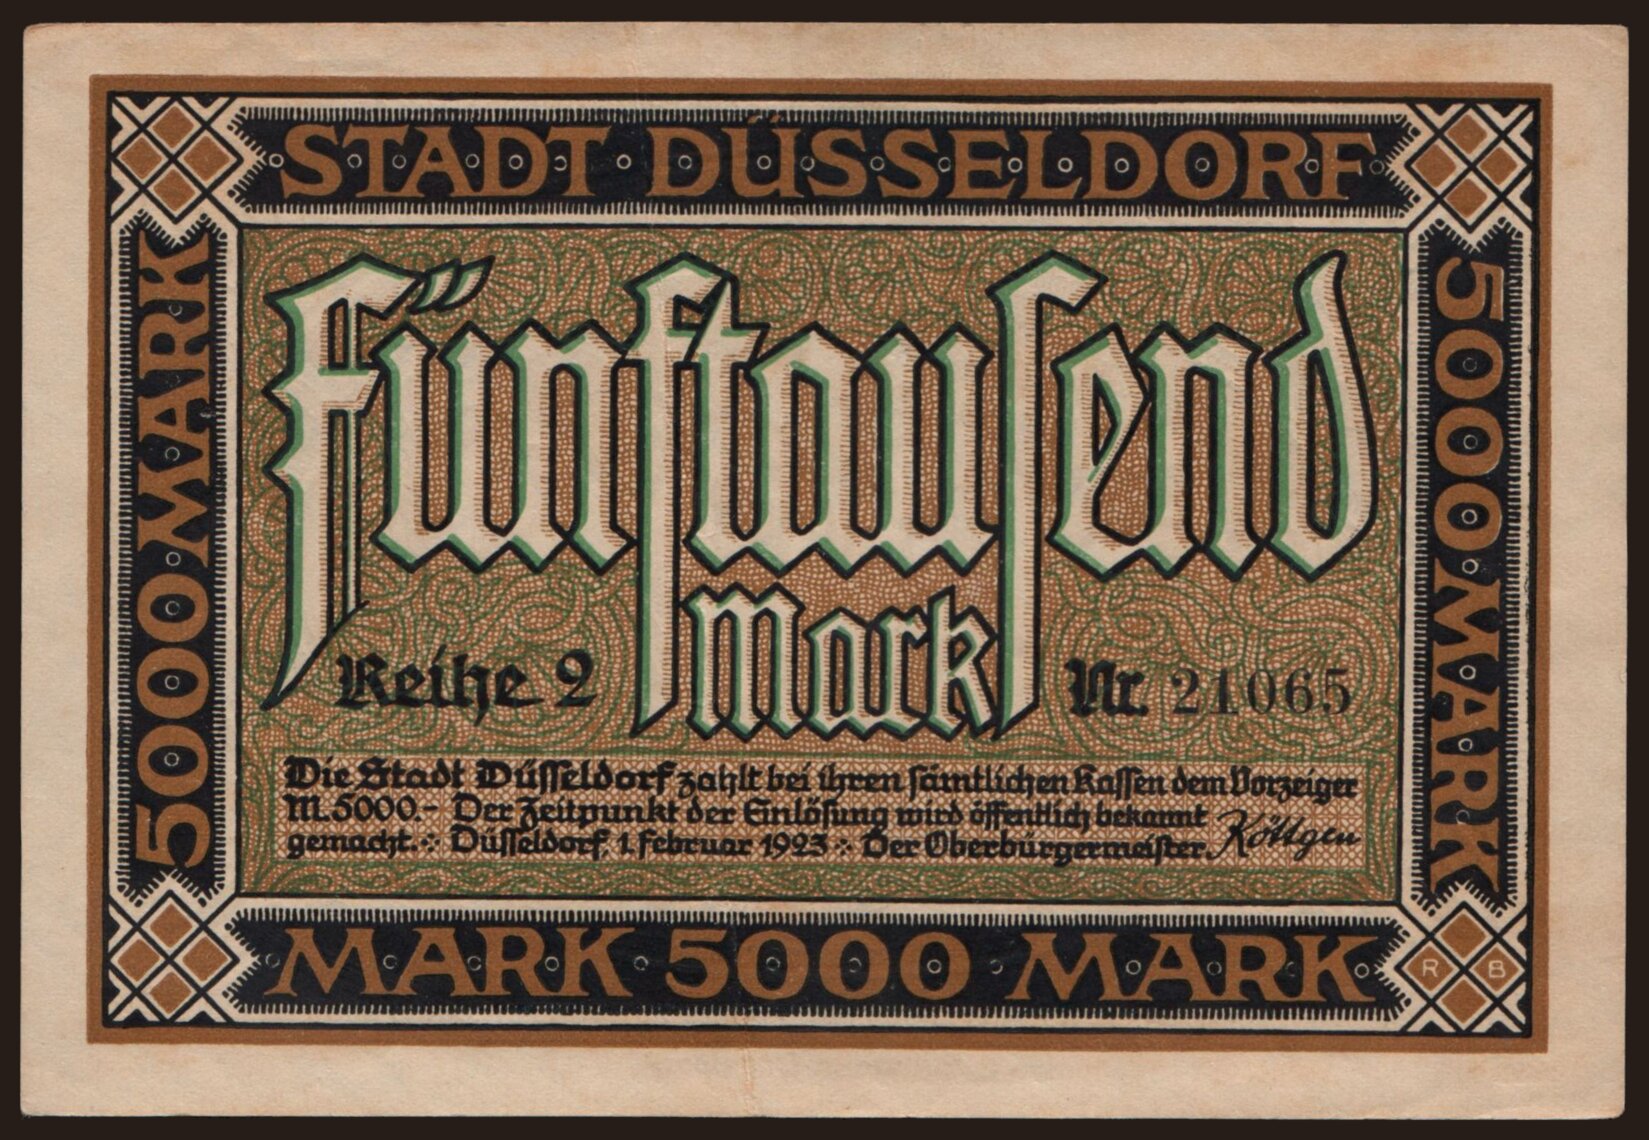 STADT DÜSSELDORF
5000 MARK
5000 MARK
Fünftausend
Mark
Reihe 2
Nr. 21065
Die Stadt Düsseldorf zahlt bei ihren sämtlichen Kassen dem Vorzeiger
M. 5000.- Der Zeitpunkt der Einlösung wird öffentlich bekannt
gemacht. Düsseldorf, 1. Februar 1923 Der Oberbürgermeister Köttgen
MARK 5000 MARK
R B